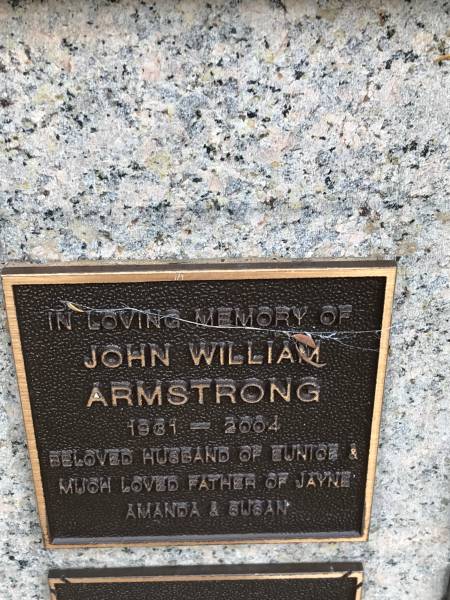 IN LOVING MEMORY OF
JOHN WILLIAM
ARMSTRONG
1931 — 2004
BELOVED HUSBAND OF EUNICE &
MUCH LOVED FATHER OF JAYNE
AMANDA & SUSAN